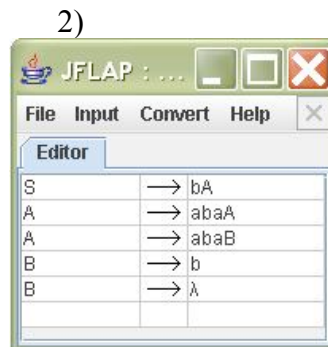 2)
JFLAP : ...
File Input Convert Help
Editor
S → bA
A → abaA
A → abaB
B → b
B → λ